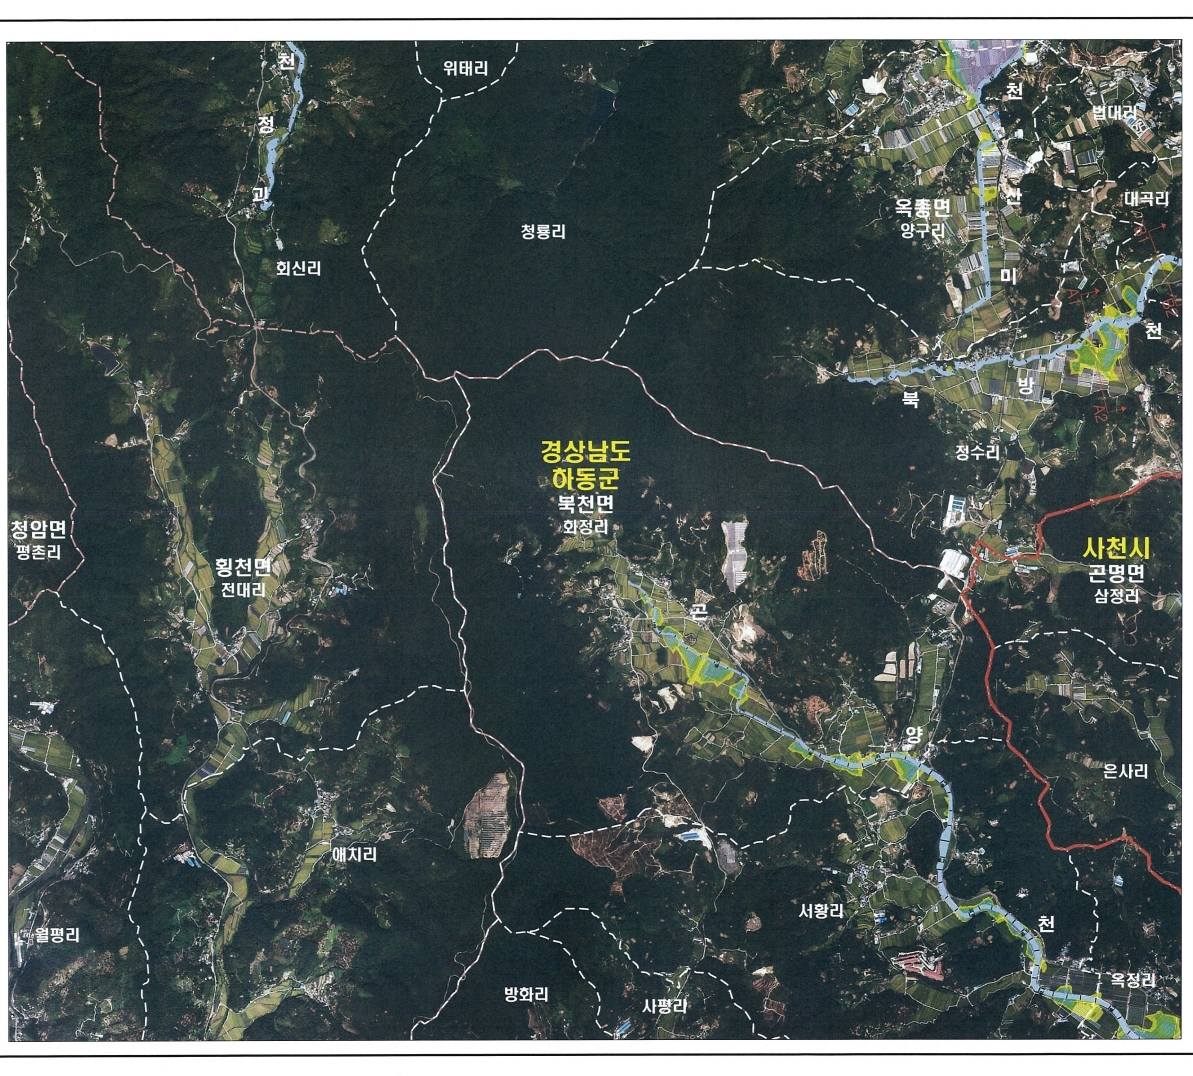 위태리
천
정
괴
회신리
청룡리
천
법대리
대곡리
옥종면
양구리
산
미
천
방
북
정수리
경상남도
하동군
북천면
화정리
청암면
평촌리
횡천면
전대리
사천시
곤명면
삼정리
곤
양
은사리
애치리
서황리
천
월평리
옥정리
방화리
사평리